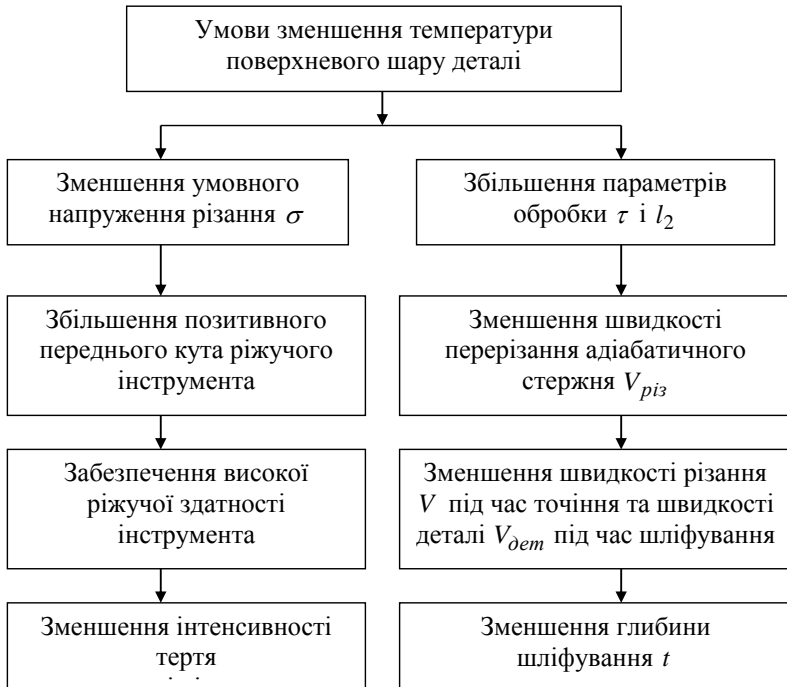 Умови зменшення температури
поверхневого шару деталі
Зменшення умовного
напруження різання σ
Збільшення параметрів
обробки τ і l₂
Збільшення позитивного
переднього кута ріжучого
інструмента
Зменшення швидкості
перерізання адіабатичного
стержня Vріз
Забезпечення високої
ріжучої здатності
інструмента
Зменшення швидкості різання
V під час точіння та швидкості
деталі Vдет під час шліфування
Зменшення інтенсивності
тертя
Зменшення глибини
шліфування t